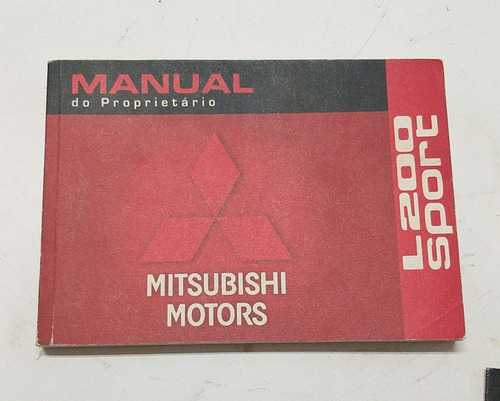 MANUAL
do Proprietário
MITSUBISHI
MOTORS
L200
Sport